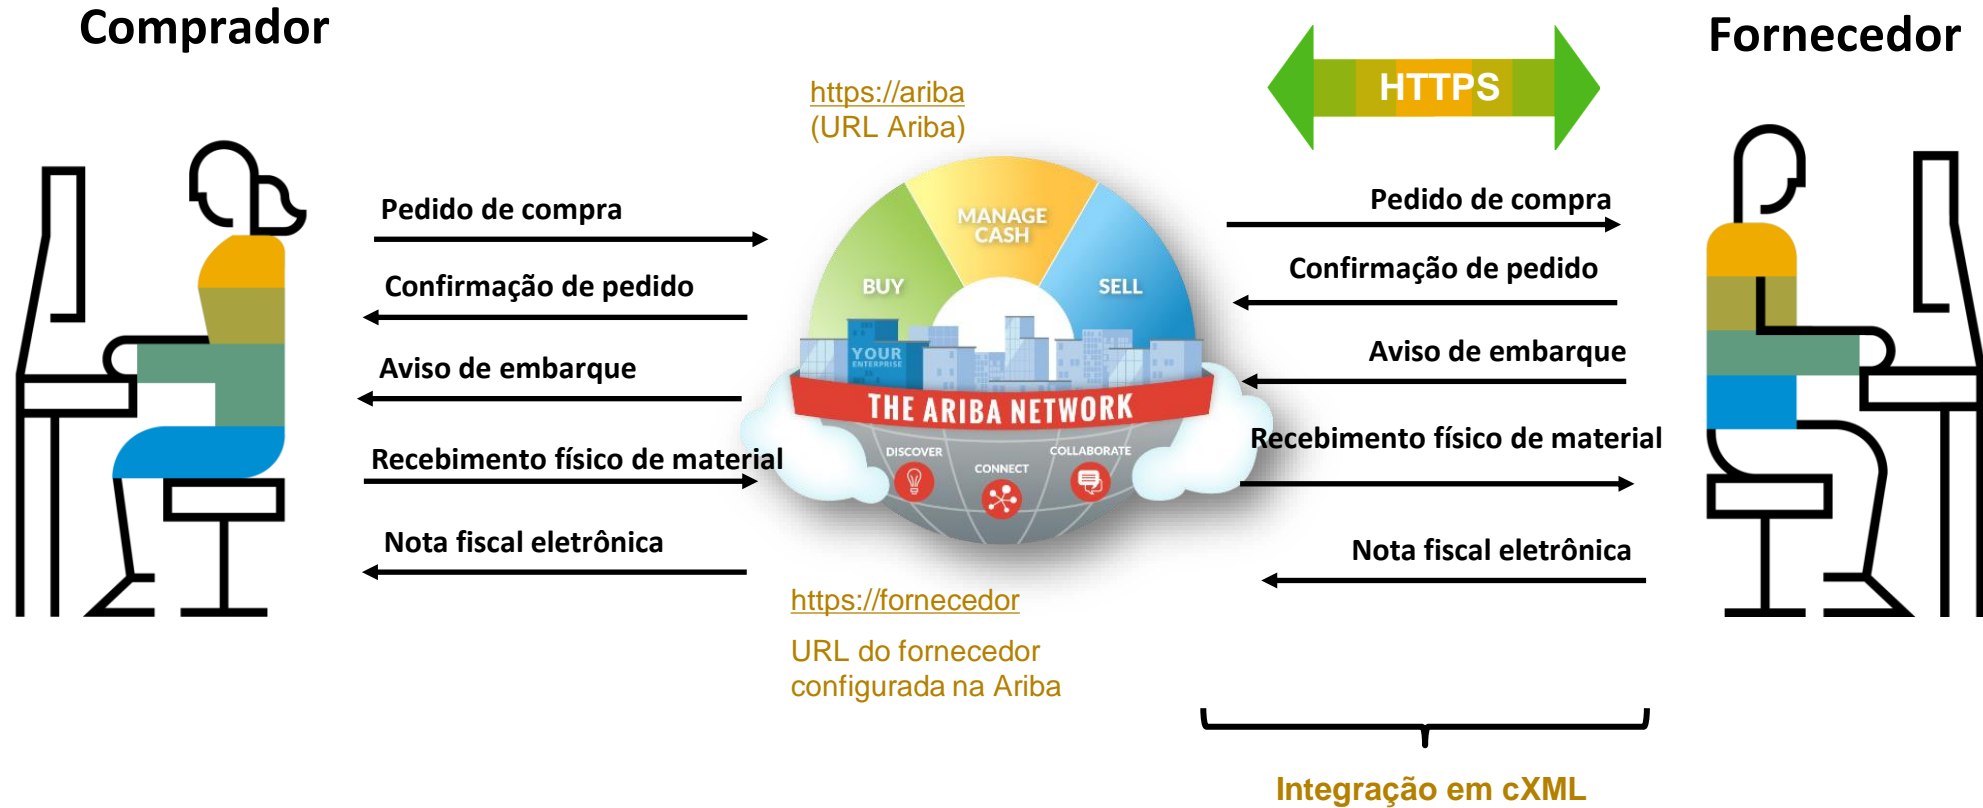 Comprador
Fornecedor
https://ariba
(URL Ariba)
HTTPS
Pedido de compra
Confirmação de pedido
Aviso de embarque
Recebimento físico de material
Nota fiscal eletrônica
BUY
MANAGE
CASH
SELL
YOUR
ENTERPRISE
THE ARIBA NETWORK
DISCOVER
CONNECT
COLLABORATE
Pedido de compra
Confirmação de pedido
Aviso de embarque
Recebimento físico de material
Nota fiscal eletrônica
https://fornecedor
URL do fornecedor
configurada na Ariba
Integração em cXML